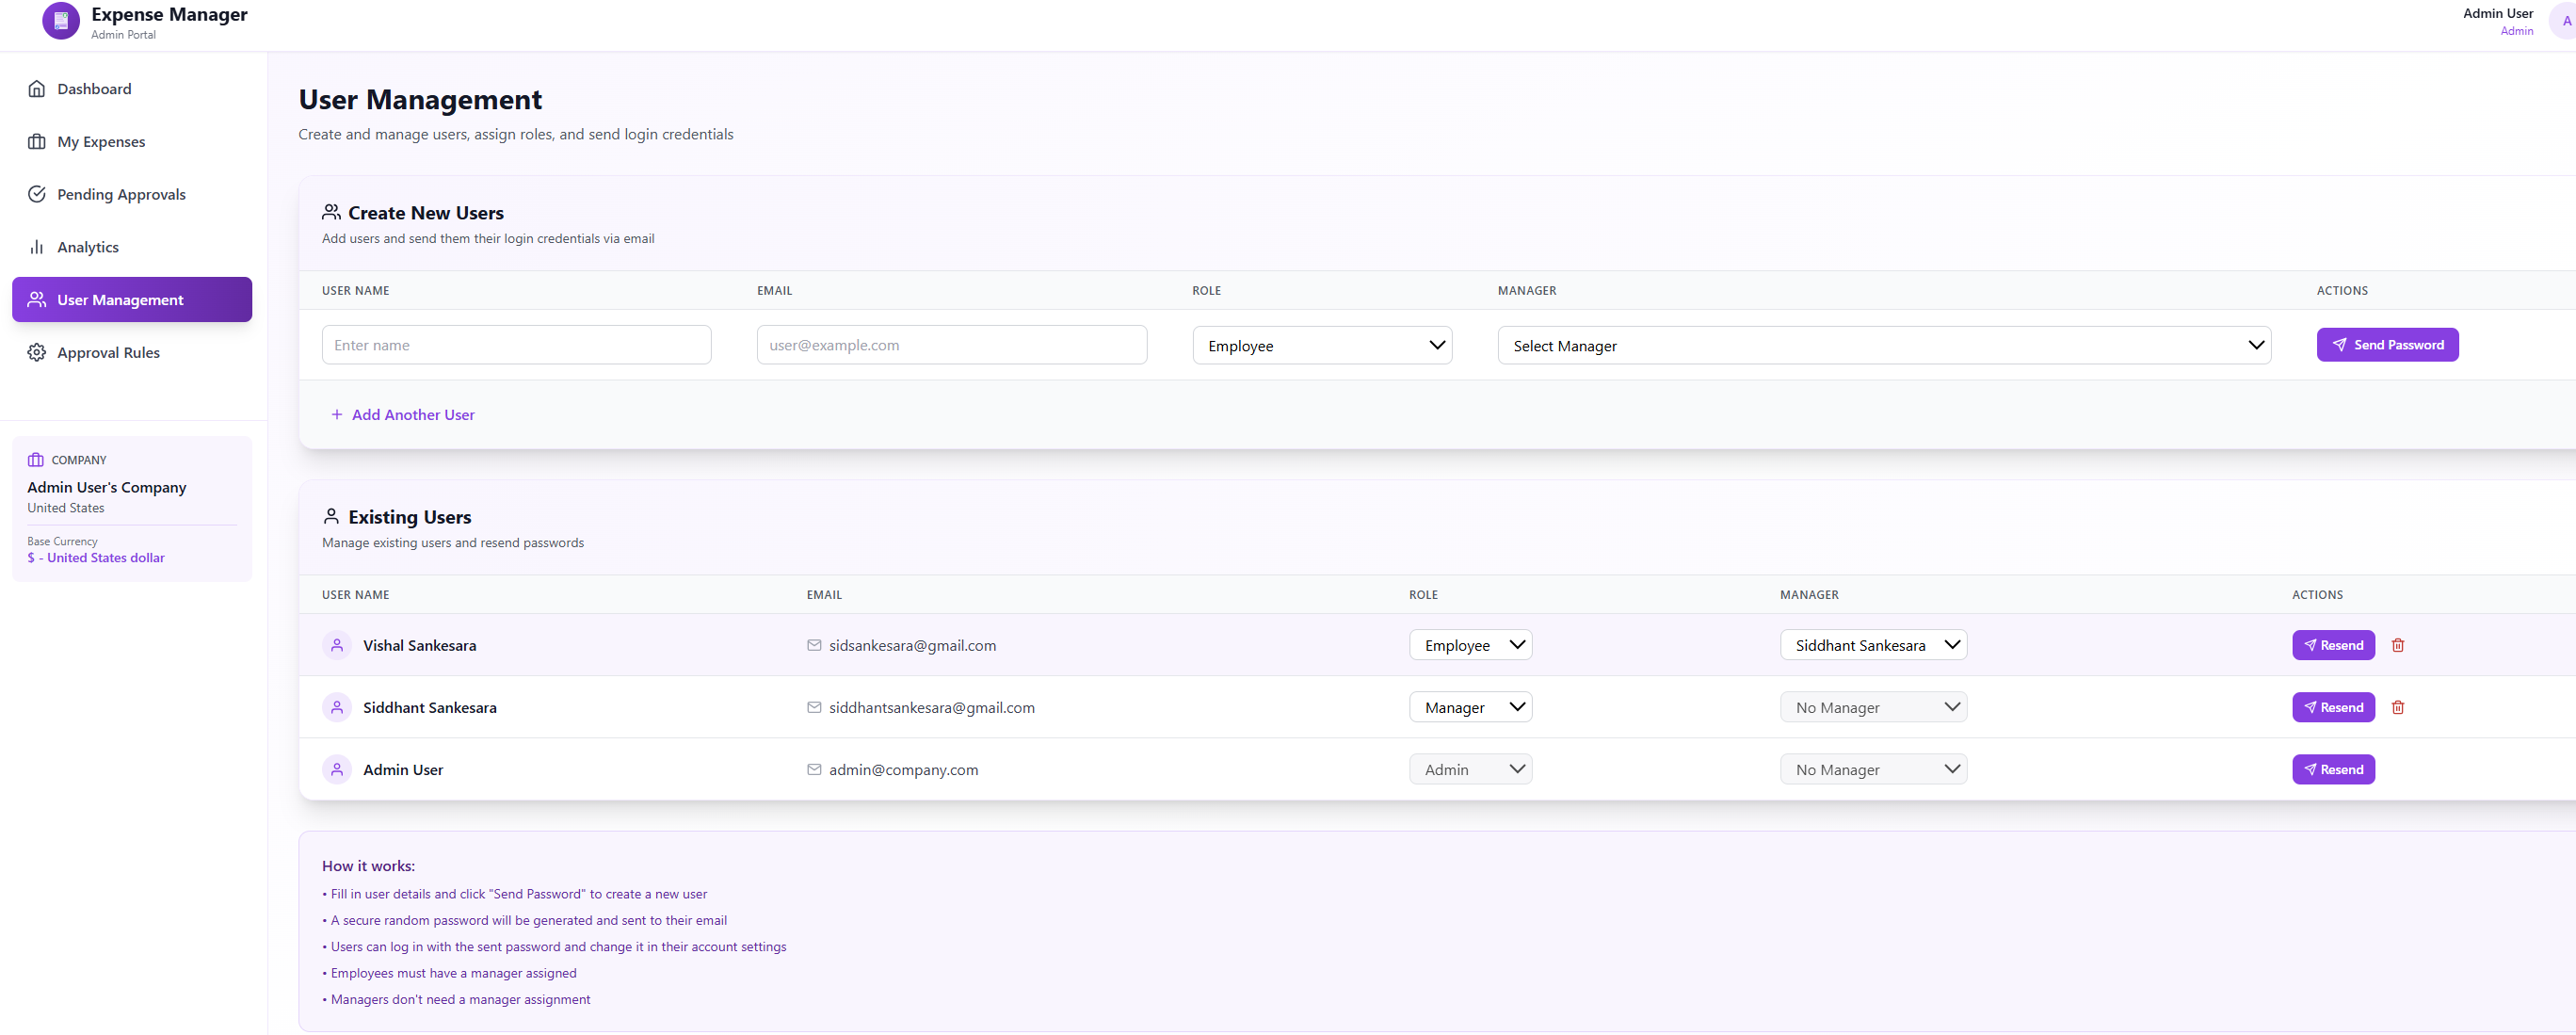 Expense Manager
Admin Portal
Admin User
Admin
A
Dashboard
My Expenses
Pending Approvals
Analytics
User Management
Approval Rules
COMPANY
Admin User's Company
United States
Base Currency
$ - United States dollar
User Management
Create and manage users, assign roles, and send login credentials
Create New Users
Add users and send them their login credentials via email
USER NAME EMAIL ROLE MANAGER ACTIONS
Enter name user@example.com Employee Select Manager Send Password
+ Add Another User
Existing Users
Manage existing users and resend passwords
USER NAME EMAIL ROLE MANAGER ACTIONS
Vishal Sankesara sidsankesara@gmail.com Employee Siddhant Sankesara Resend
Siddhant Sankesara siddhantsankesara@gmail.com Manager No Manager Resend
Admin User admin@company.com Admin No Manager Resend
How it works:
• Fill in user details and click "Send Password" to create a new user
• A secure random password will be generated and sent to their email
• Users can log in with the sent password and change it in their account settings
• Employees must have a manager assigned
• Managers don't need a manager assignment